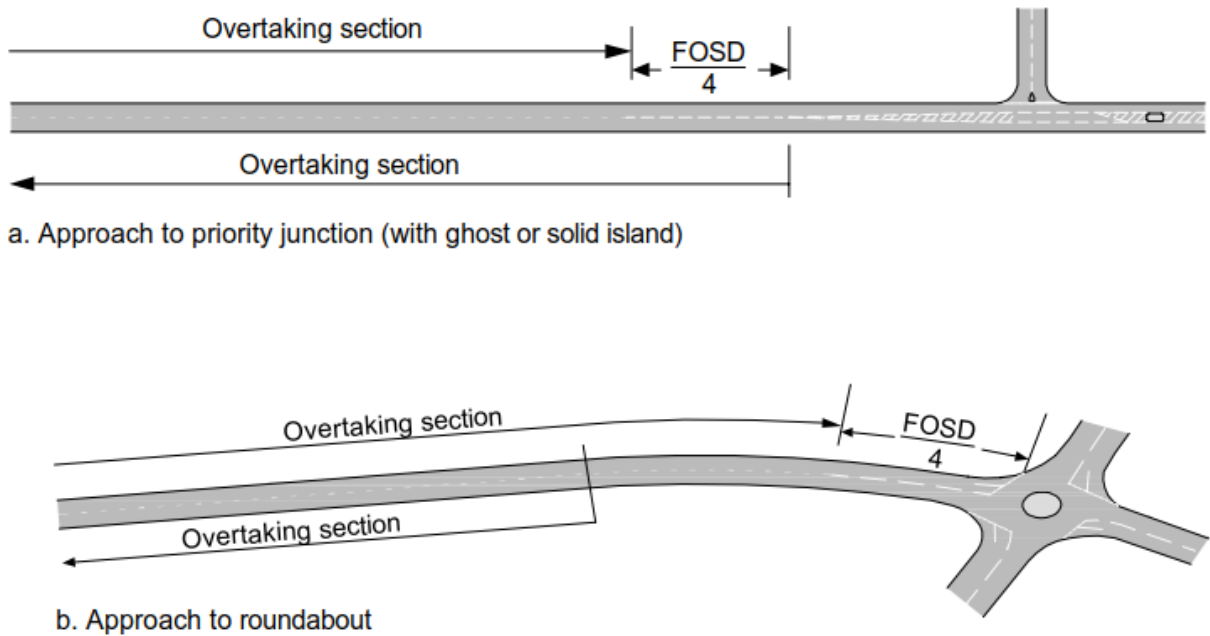 Overtaking section
FOSD
4
Overtaking section
a. Approach to priority junction (with ghost or solid island)
Overtaking section
FOSD
4
Overtaking section
b. Approach to roundabout